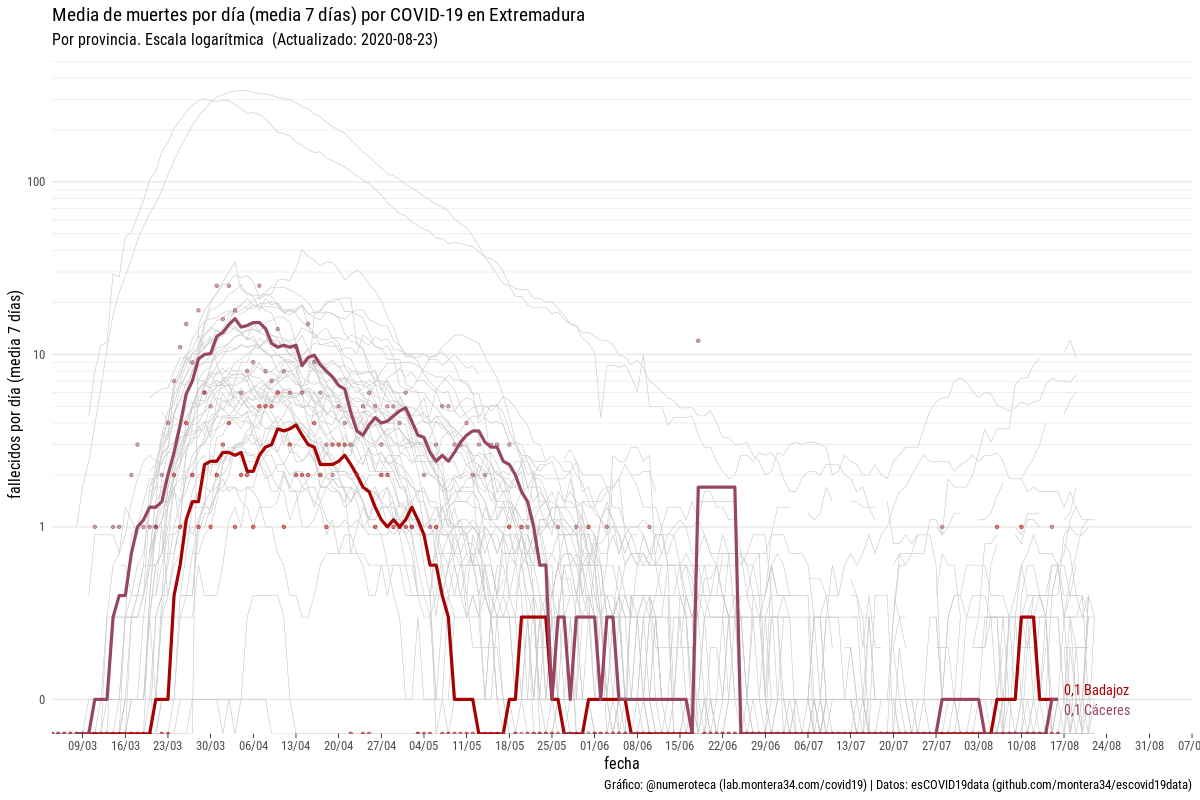 Media de muertes por día (media 7 días) por COVID-19 en Extremadura
Por provincia. Escala logarítmica  (Actualizado: 2020-08-23)
fallecidos por día (media 7 días)
100
10
1
0
0,1 Badajoz
0,1 Cáceres
09/03 16/03 23/03 30/03 06/04 13/04 20/04 27/04 04/05 11/05 18/05 25/05 01/06 08/06 15/06 22/06 29/06 06/07 13/07 20/07 27/07 03/08 10/08 17/08 24/08 31/08 07/0
fecha
Gráfico: @numeroteca (lab.montera34.com/covid19) | Datos: esCOVID19data (github.com/montera34/escovid19data)